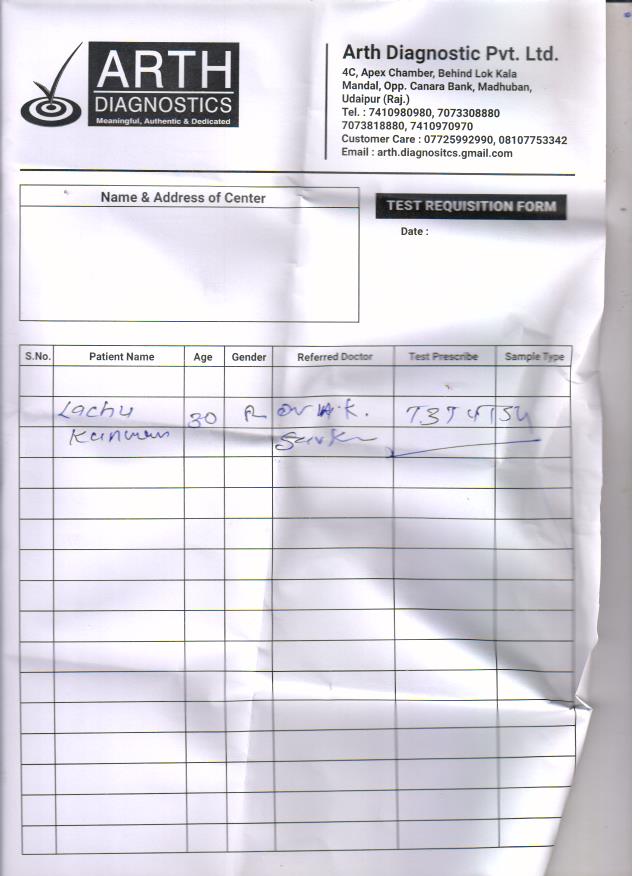 ARTH
DIAGNOSTICS
Meaningful, Authentic & Dedicated
Arth Diagnostic Pvt. Ltd.
4C, Apex Chamber, Behind Lok Kala
Mandal, Opp. Canara Bank, Madhuban,
Udaipur (Raj.)
Tel. : 7410980980, 7073308880
7073818880, 7410970970
Customer Care : 07725992990, 08107753342
Email : arth.diagnositcs.gmail.com
Name & Address of Center
TEST REQUISITION FORM
Date :
S.No. Patient Name Age Gender Referred Doctor Test Prescribe Sample Type
Lachu 30 Dr K. T3T4TSH